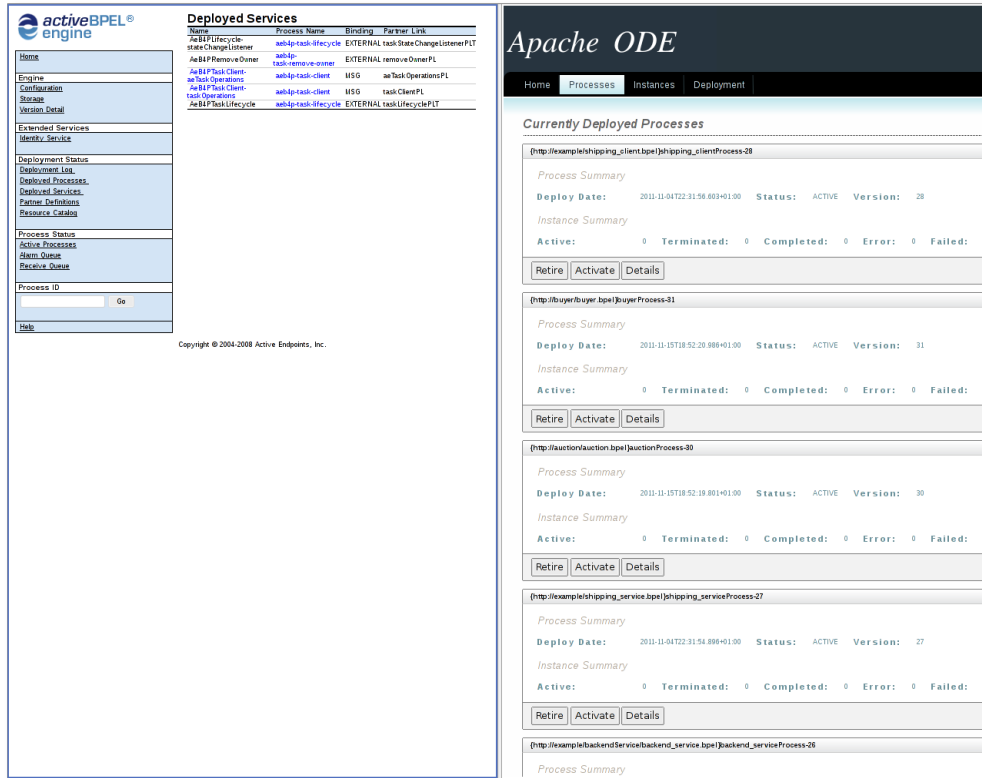 activeBPEL®
engine
Home
Engine
Configuration
Storage
Version Detail
Extended Services
Identity Service
Deployment Status
Deployment Log
Deployed Processes
Deployed Services
Partner Definitions
Resource Catalog
Process Status
Active Processes
Alarm Queue
Receive Queue
Process ID
Go
Help
Deployed Services
Name Process Name Binding Partner Link
AeB4PLifecycle-
stateChangeListener aeb4p-task-lifecycle EXTERNAL taskStateChangeListenerPLT
AeB4PRemoveOwner aeb4p-
task-remove-owner EXTERNAL removeOwnerPL
AeB4PTaskClient-
aeTaskOperations aeb4p-task-client MSG aeTaskOperationsPL
AeB4PTaskClient-
taskOperations aeb4p-task-client MSG taskClientPL
AeB4PTaskLifecycle aeb4p-task-lifecycle EXTERNAL taskLifecyclePLT
Copyright © 2004-2008 Active Endpoints, Inc.
Apache ODE
Home Processes Instances Deployment
Currently Deployed Processes
{http://example/shipping_client.bpel}shipping_clientProcess-28
Process Summary
Deploy Date: 2011-11-04T22:31:56.603+01:00 Status: ACTIVE Version: 28
Instance Summary
Active: 0 Terminated: 0 Completed: 0 Error: 0 Failed:
Retire Activate Details
{http://buyer/buyer.bpel}buyerProcess-31
Process Summary
Deploy Date: 2011-11-15T18:52:20.986+01:00 Status: ACTIVE Version: 31
Instance Summary
Active: 0 Terminated: 0 Completed: 0 Error: 0 Failed:
Retire Activate Details
{http://auction/auction.bpel}auctionProcess-30
Process Summary
Deploy Date: 2011-11-15T18:52:19.801+01:00 Status: ACTIVE Version: 30
Instance Summary
Active: 0 Terminated: 0 Completed: 0 Error: 0 Failed:
Retire Activate Details
{http://example/shipping_service.bpel}shipping_serviceProcess-27
Process Summary
Deploy Date: 2011-11-04T22:31:54.896+01:00 Status: ACTIVE Version: 27
Instance Summary
Active: 0 Terminated: 0 Completed: 0 Error: 0 Failed:
Retire Activate Details
{http://example/backendService/backend_service.bpel}backend_serviceProcess-26
Process Summary